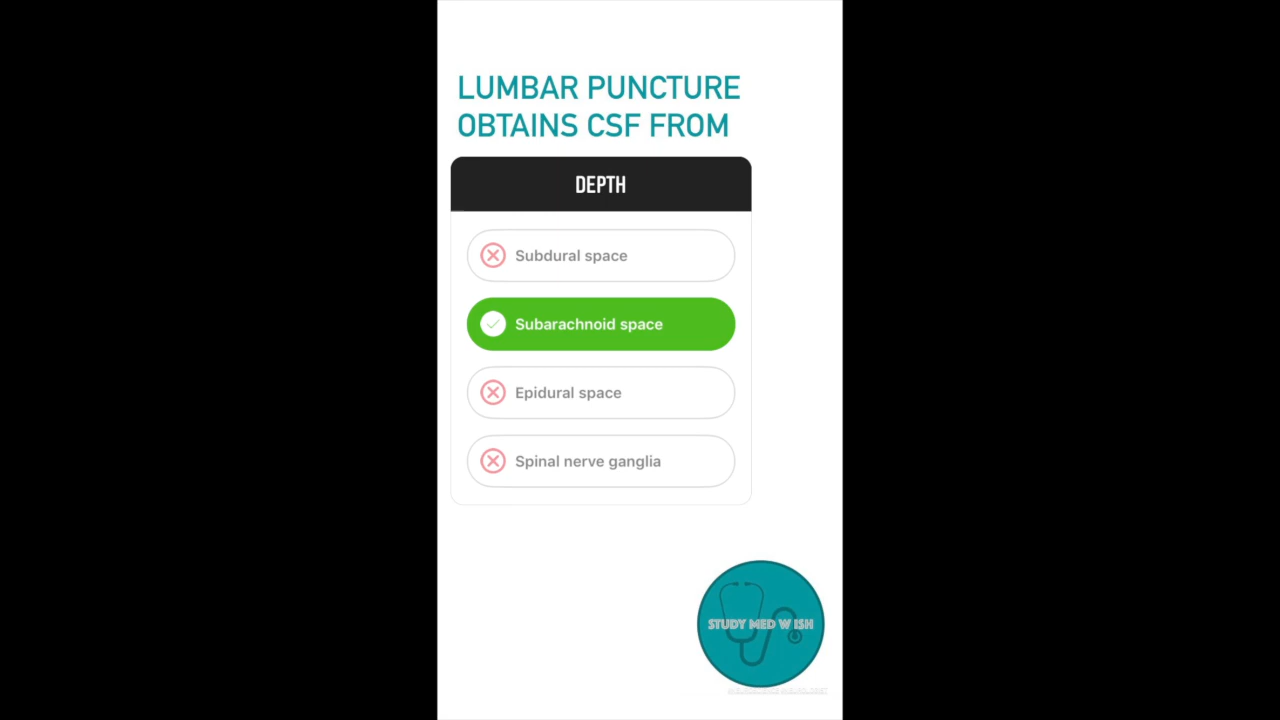 LUMBAR PUNCTURE
OBTAINS CSF FROM
DEPTH
Subdural space
Subarachnoid space
Epidural space
Spinal nerve ganglia
STUDY MED W ISH